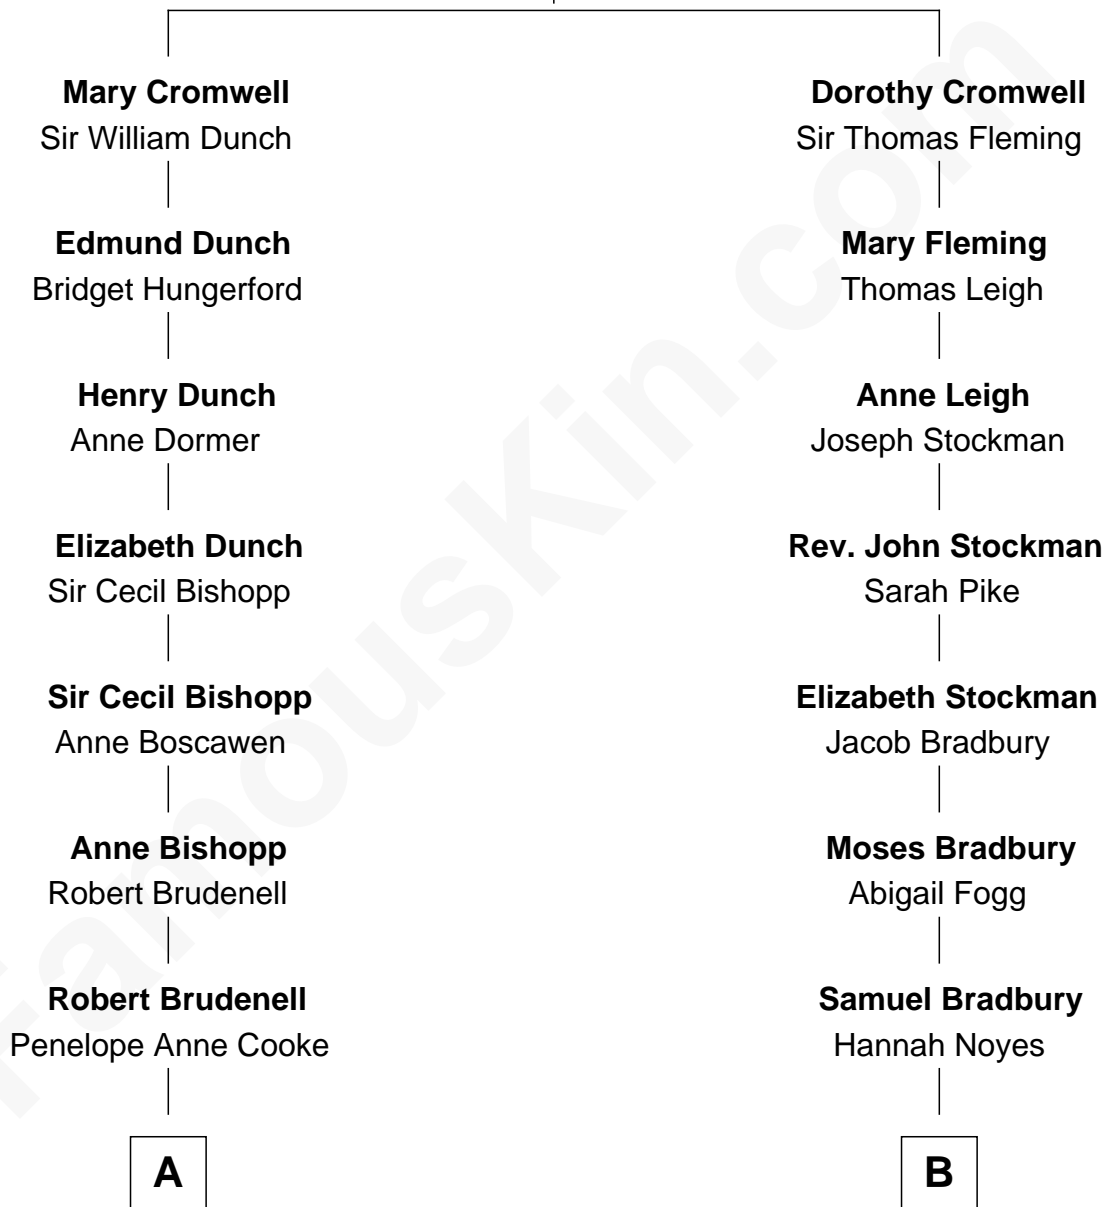 Mary Cromwell
Sir William Dunch
Edmund Dunch
Bridget Hungerford
Henry Dunch
Anne Dormer
Elizabeth Dunch
Sir Cecil Bishopp
Sir Cecil Bishopp
Anne Boscawen
Anne Bishopp
Robert Brudenell
Robert Brudenell
Penelope Anne Cooke
A
Dorothy Cromwell
Sir Thomas Fleming
Mary Fleming
Thomas Leigh
Anne Leigh
Joseph Stockman
Rev. John Stockman
Sarah Pike
Elizabeth Stockman
Jacob Bradbury
Moses Bradbury
Abigail Fogg
Samuel Bradbury
Hannah Noyes
B
FamousKin.com